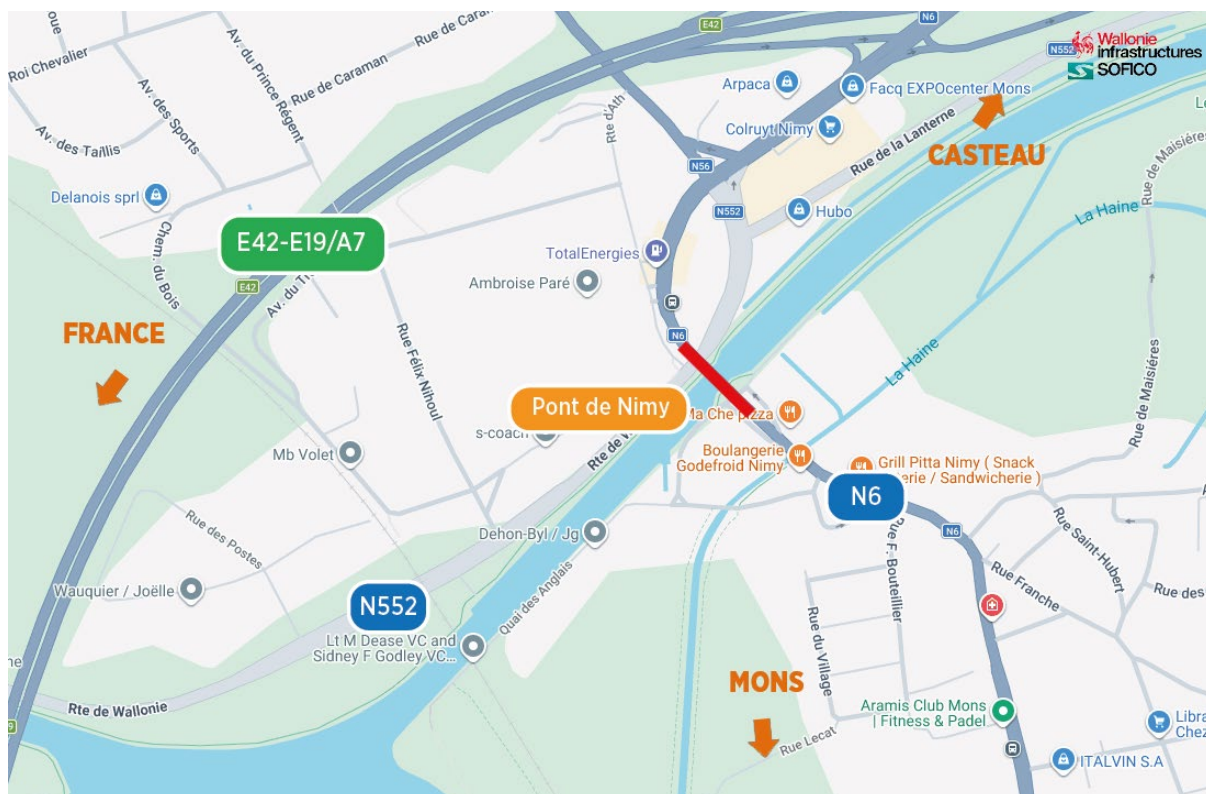 Rue de Caraman
E42
N6
Wallonie
infrastructures
SOFICO
N552
Roi Chevalier
Av. du Prince Régent
Rue de Caraman
Av. des Sports
Av. des Taillis
Rte d'Ath
Arpaca
Facq EXPOcenter Mons
Colruyt Nimy
CASTEAU
Rue de la Lanterne
Rue de Maisières
N56
Delanois sprl
Chem. du Bois
N552
Hubo
La Haine
E42-E19/A7
TotalEnergies
Ambroise Paré
E42
FRANCE
Rue Félix Nihoul
N6
La Haine
Rue de Maisières
Pont de Nimy
Ma Che pizza
s-coach
Mb Volet
Boulangerie
Godefroid Nimy
Grill Pitta Nimy ( Snack
/ Sandwicherie )
N6
N6
Rue des Postes
Dehon-Byl / Jg
Rue Saint-Hubert
Rue Franche
Wauquier / Joëlle
N552
Quai des Anglais
F. Bouteillier
Rue des
Lt M Dease VC and
Sidney F Godley VC...
Rue du Village
MONS
Rte de Wallonie
Aramis Club Mons
| Fitness & Padel
Rue Lecat
ITALVIN S.A